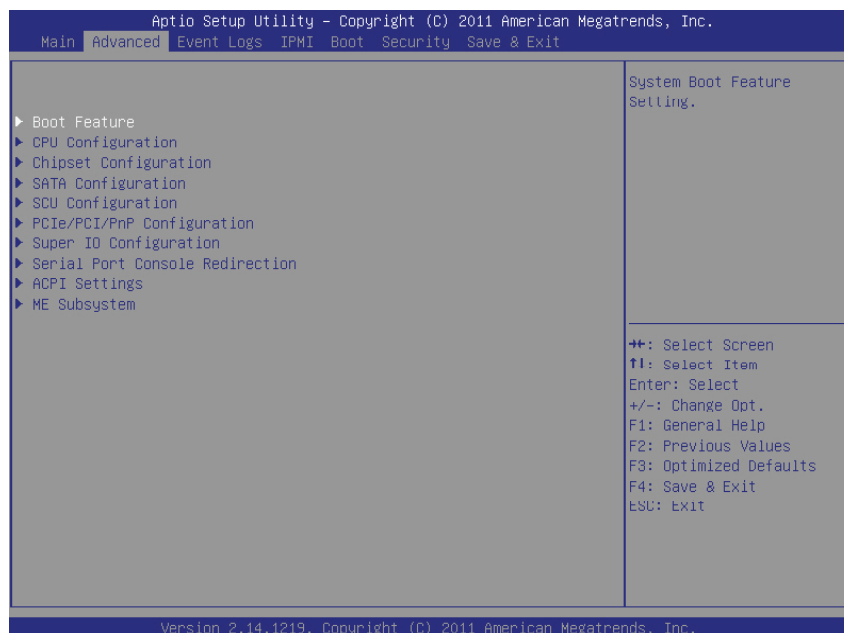 Aptio Setup Utility – Copyright (C) 2011 American Megatrends, Inc.
Main Advanced Event Logs IPMI Boot Security Save & Exit
System Boot Feature
Setting.
▶ Boot Feature
▶ CPU Configuration
▶ Chipset Configuration
▶ SATA Configuration
▶ SCU Configuration
▶ PCIe/PCI/PnP Configuration
▶ Super IO Configuration
▶ Serial Port Console Redirection
▶ ACPI Settings
▶ ME Subsystem
→←: Select Screen
↑↓: Select Item
Enter: Select
+/-: Change Opt.
F1: General Help
F2: Previous Values
F3: Optimized Defaults
F4: Save & Exit
ESC: Exit
Version 2.14.1219. Copyright (C) 2011 American Megatrends, Inc.